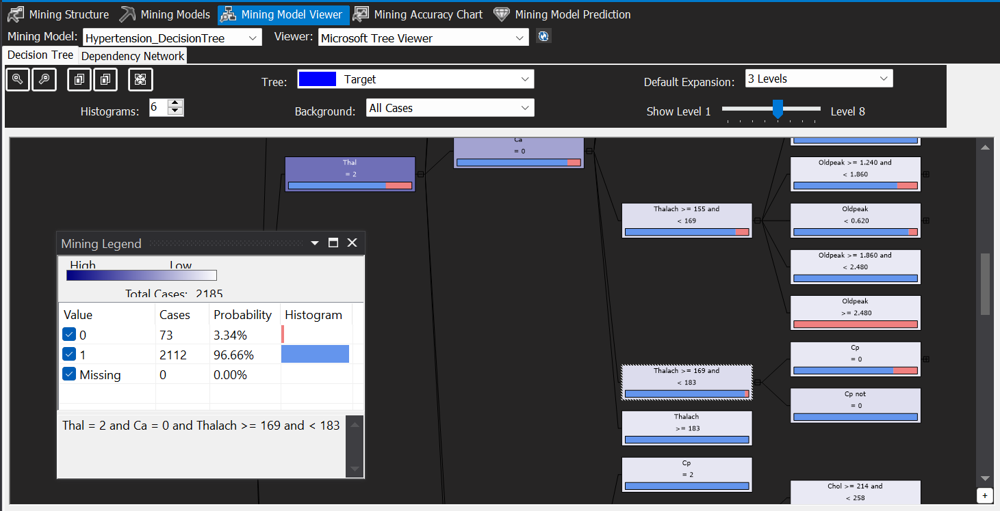 Mining Structure Mining Models Mining Model Viewer Mining Accuracy Chart Mining Model Prediction
Mining Model: Hypertension_DecisionTree Viewer: Microsoft Tree Viewer
Decision Tree Dependency Network
Tree: Target Default Expansion: 3 Levels
Histograms: 6 Background: All Cases Show Level 1 Level 8
Ca
= 0
Thal
= 2
Oldpeak >= 1.240 and
< 1.860
Thalach >= 155 and
< 169
Oldpeak
< 0.620
Oldpeak >= 1.860 and
< 2.480
Oldpeak
>= 2.480
Cp
= 0
Thalach >= 169 and
< 183
Cp not
= 0
Thalach
>= 183
Cp
= 2
Chol >= 214 and
< 258
Mining Legend
High Low
Total Cases: 2185
Value Cases Probability Histogram
0 73 3.34%
1 2112 96.66%
Missing 0 0.00%
Thal = 2 and Ca = 0 and Thalach >= 169 and < 183